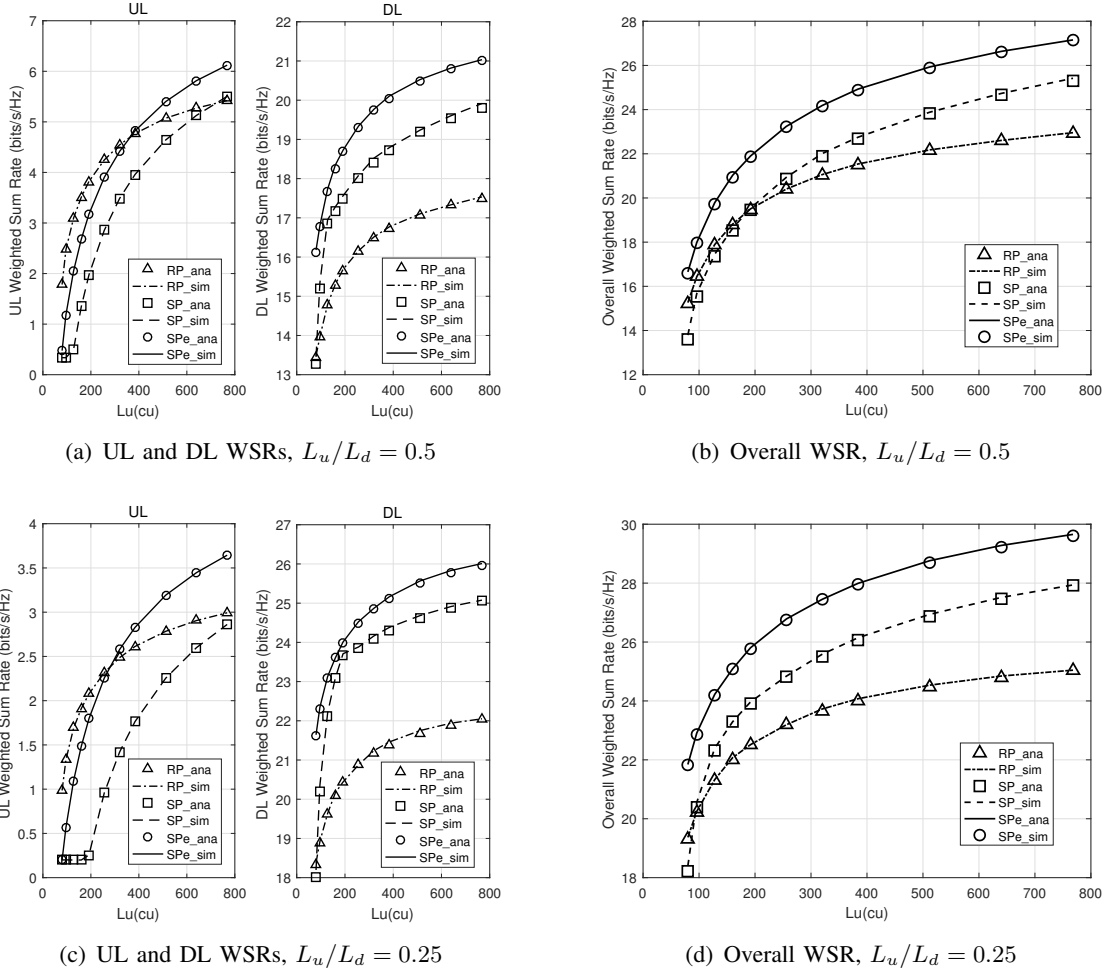 UL
UL Weighted Sum Rate (bits/s/Hz)
7
6
5
4
3
2
1
0
0 200 400 600 800
Lu(cu)
RP_ana
RP_sim
SP_ana
SP_sim
SPe_ana
SPe_sim
DL
DL Weighted Sum Rate (bits/s/Hz)
22
21
20
19
18
17
16
15
14
13
0 200 400 600 800
Lu(cu)
RP_ana
RP_sim
SP_ana
SP_sim
SPe_ana
SPe_sim
(a) UL and DL WSRs, L_u/L_d = 0.5
Overall Weighted Sum Rate (bits/s/Hz)
28
26
24
22
20
18
16
14
12
0 100 200 300 400 500 600 700 800
Lu(cu)
RP_ana
RP_sim
SP_ana
SP_sim
SPe_ana
SPe_sim
(b) Overall WSR, L_u/L_d = 0.5
UL
UL Weighted Sum Rate (bits/s/Hz)
4
3.5
3
2.5
2
1.5
1
0.5
0
0 200 400 600 800
Lu(cu)
RP_ana
RP_sim
SP_ana
SP_sim
SPe_ana
SPe_sim
DL
DL Weighted Sum Rate (bits/s/Hz)
27
26
25
24
23
22
21
20
19
18
0 200 400 600 800
Lu(cu)
RP_ana
RP_sim
SP_ana
SP_sim
SPe_ana
SPe_sim
(c) UL and DL WSRs, L_u/L_d = 0.25
Overall Weighted Sum Rate (bits/s/Hz)
30
28
26
24
22
20
18
0 100 200 300 400 500 600 700 800
Lu(cu)
RP_ana
RP_sim
SP_ana
SP_sim
SPe_ana
SPe_sim
(d) Overall WSR, L_u/L_d = 0.25